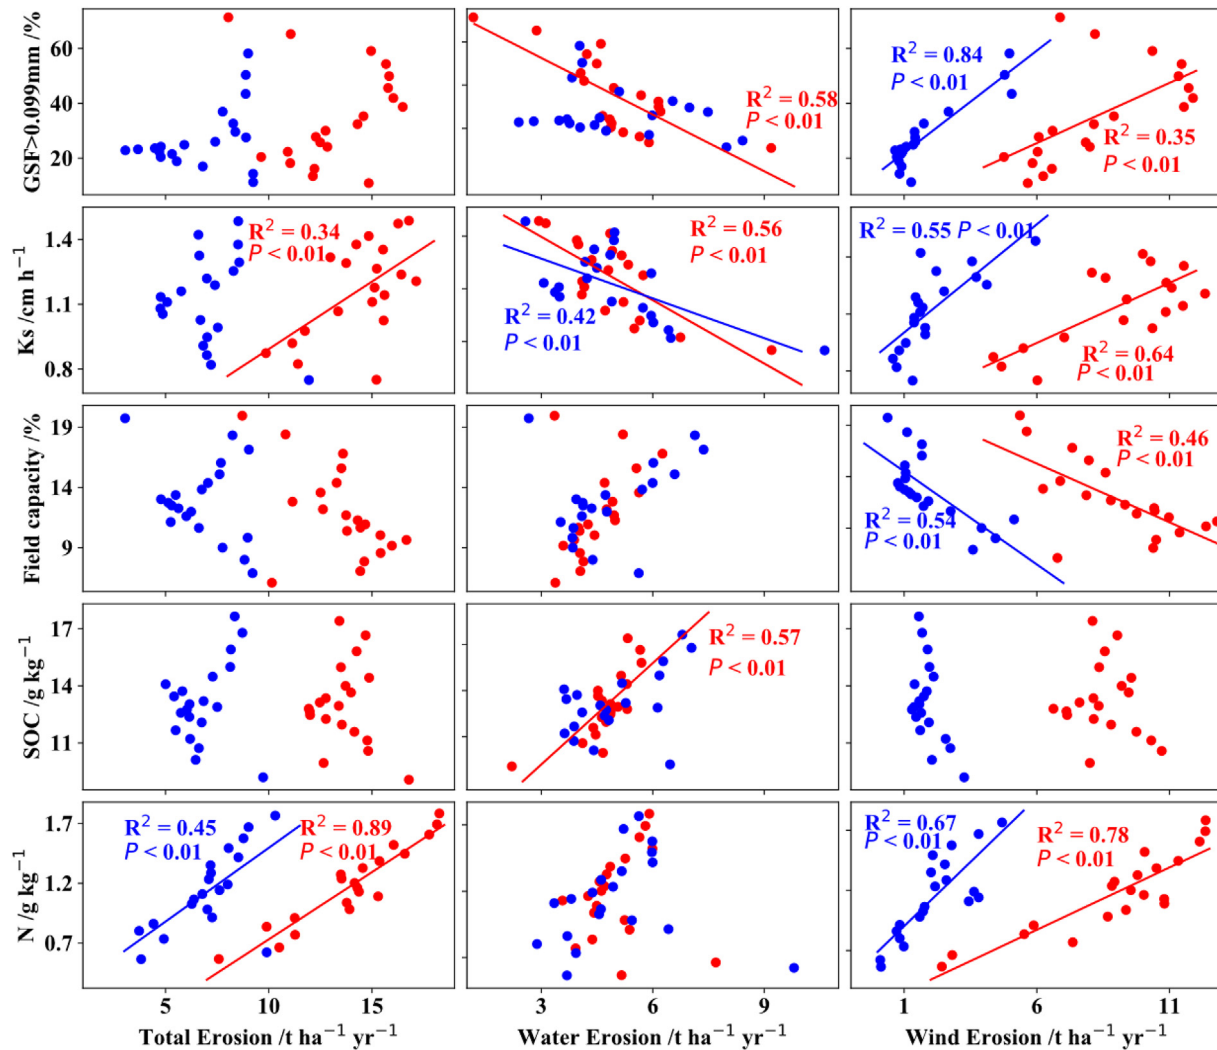 GSF>0.099mm /%
60
40
20
R² = 0.58
P < 0.01
R² = 0.84
P < 0.01
R² = 0.35
P < 0.01
Ks /cm h⁻¹
1.4
1.1
0.8
R² = 0.34
P < 0.01
R² = 0.56
P < 0.01
R² = 0.42
P < 0.01
R² = 0.55 P < 0.01
R² = 0.64
P < 0.01
Field capacity /%
19
14
9
R² = 0.46
P < 0.01
R² = 0.54
P < 0.01
SOC /g kg⁻¹
17
14
11
R² = 0.57
P < 0.01
N /g kg⁻¹
1.7
1.2
0.7
R² = 0.45
P < 0.01
R² = 0.89
P < 0.01
R² = 0.67
P < 0.01
R² = 0.78
P < 0.01
5 10 15
3 6 9
1 6 11
Total Erosion /t ha⁻¹ yr⁻¹
Water Erosion /t ha⁻¹ yr⁻¹
Wind Erosion /t ha⁻¹ yr⁻¹